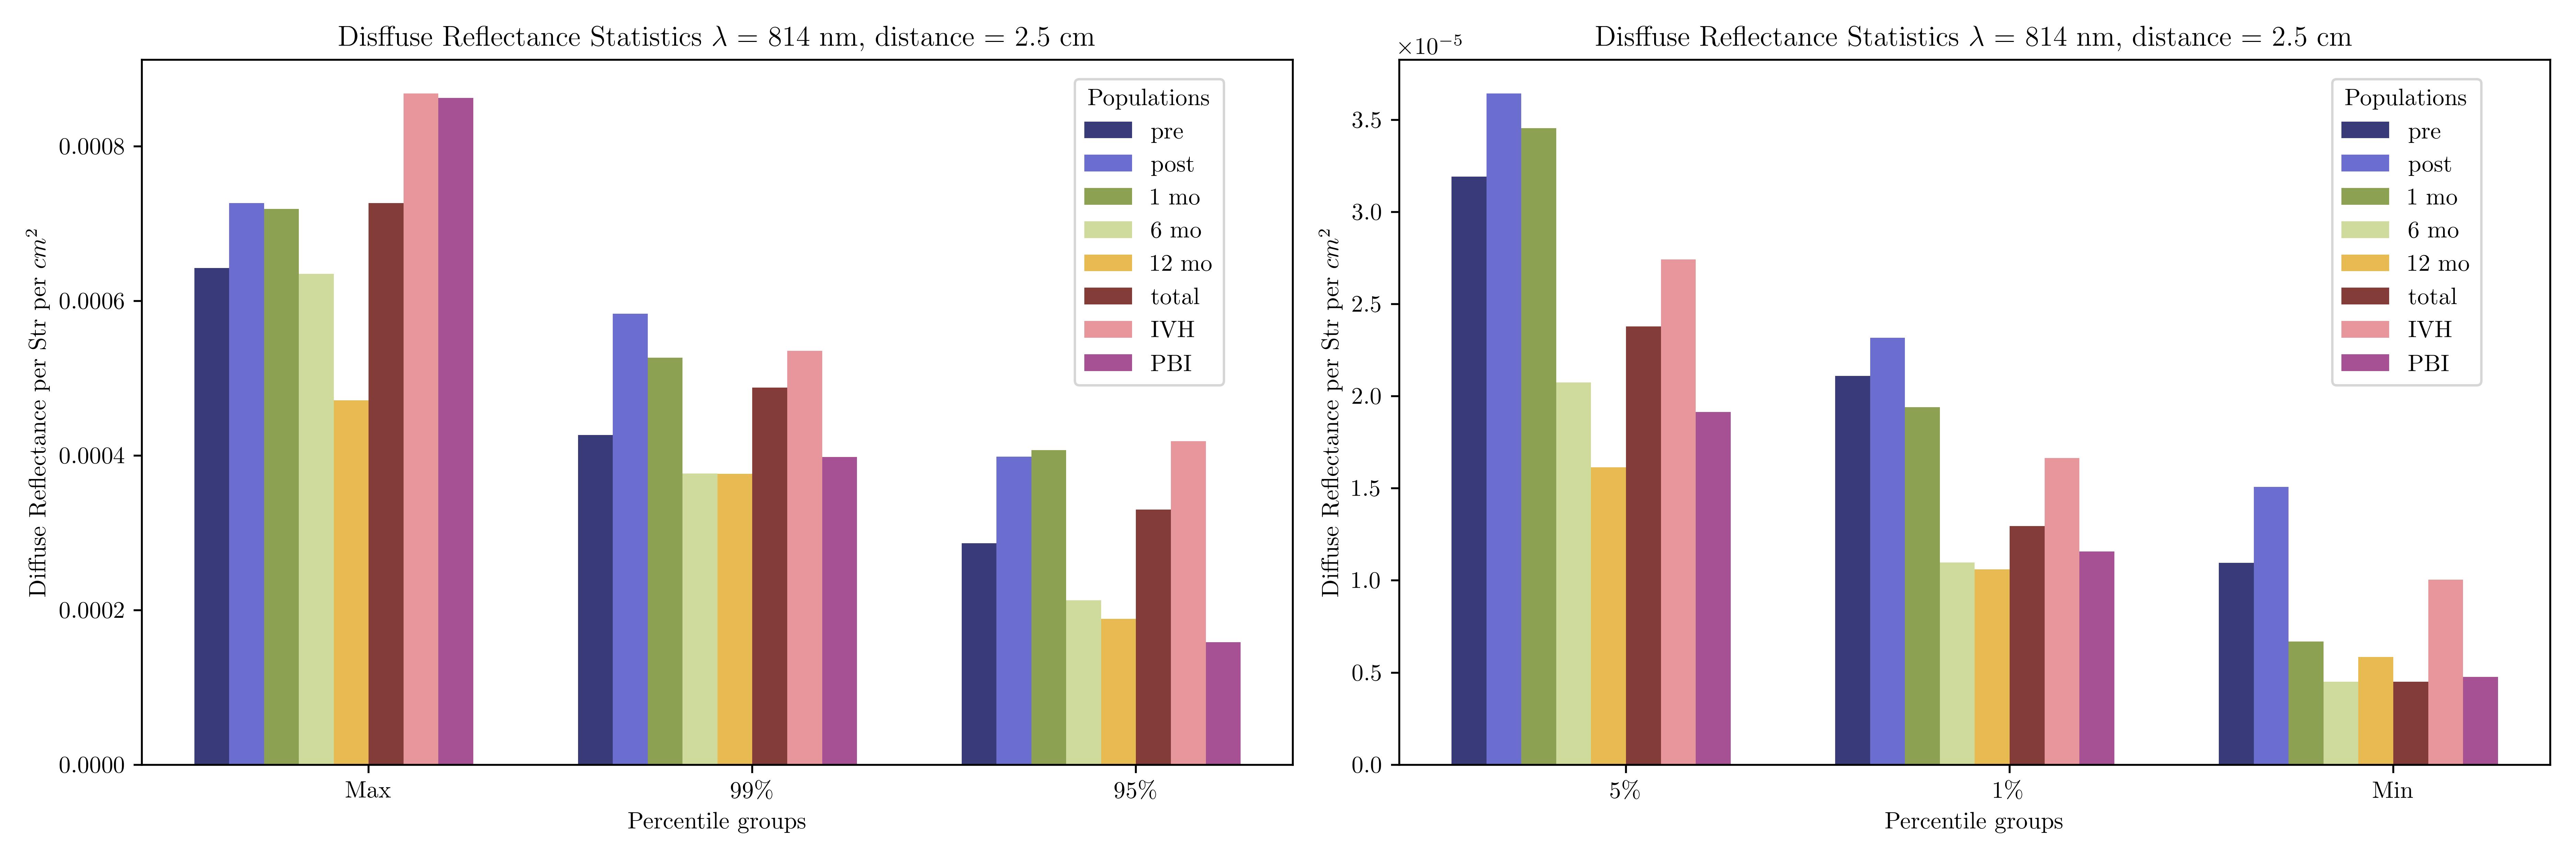 Disffuse Reflectance Statistics λ = 814 nm, distance = 2.5 cm
Diffuse Reflectance per Str per cm²
0.0008
0.0006
0.0004
0.0002
0.0000
Populations
pre
post
1 mo
6 mo
12 mo
total
IVH
PBI
Max
99%
95%
Percentile groups
Disffuse Reflectance Statistics λ = 814 nm, distance = 2.5 cm
×10⁻⁵
Diffuse Reflectance per Str per cm²
3.5
3.0
2.5
2.0
1.5
1.0
0.5
0.0
Populations
pre
post
1 mo
6 mo
12 mo
total
IVH
PBI
5%
1%
Min
Percentile groups